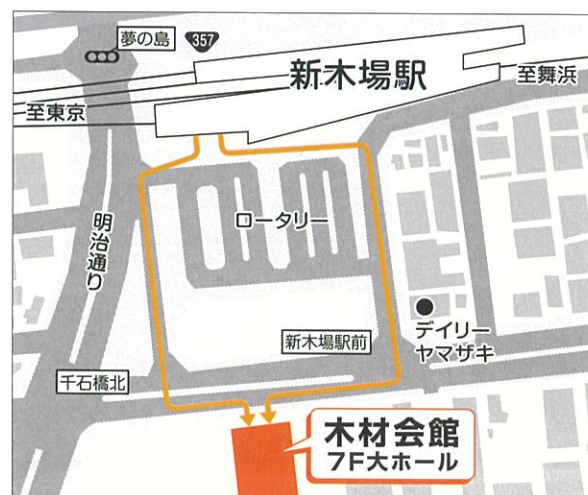 夢の島
357
新木場駅
至舞浜
至東京
明治通り
ロータリー
新木場駅前
デイリー
ヤマザキ
千石橋北
木材会館
7F大ホール